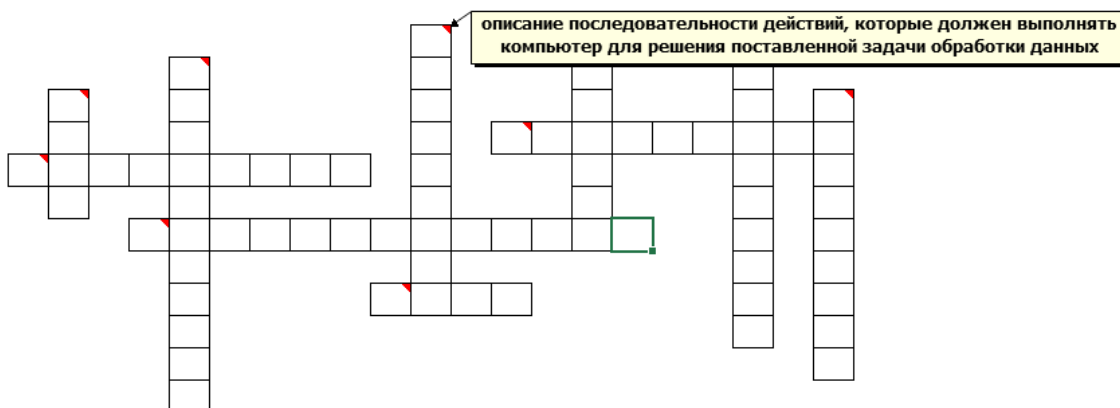 описание последовательности действий, которые должен выполнять
компьютер для решения поставленной задачи обработки данных